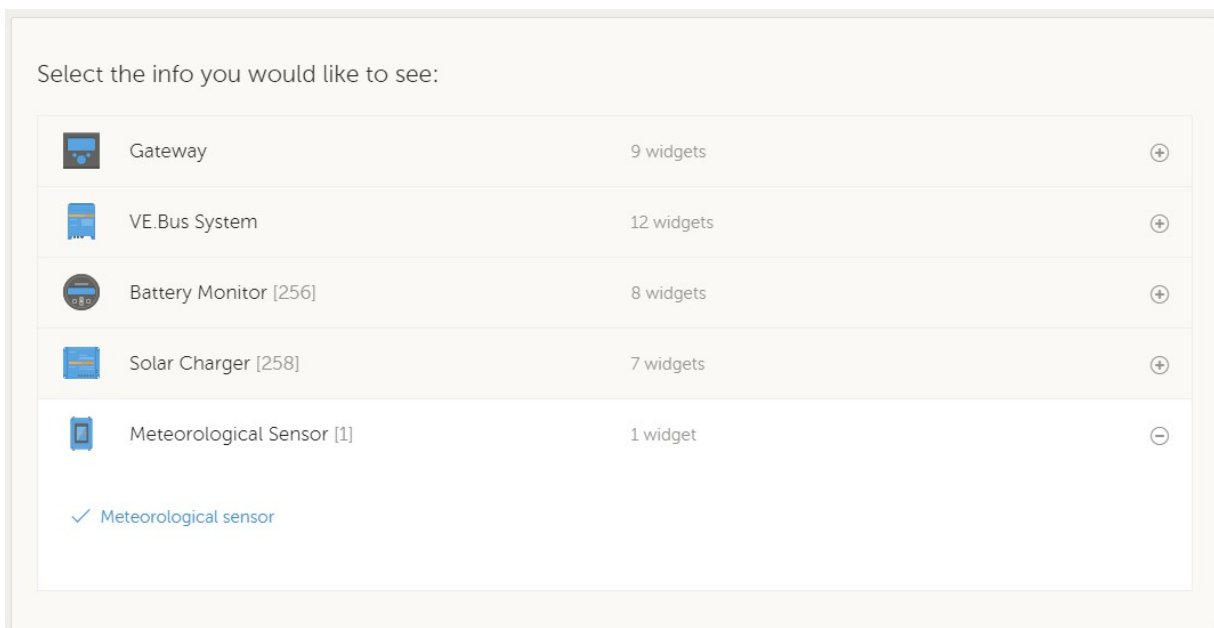 Select the info you would like to see:
Gateway 9 widgets
VE.Bus System 12 widgets
Battery Monitor [256] 8 widgets
Solar Charger [258] 7 widgets
Meteorological Sensor [1] 1 widget
Meteorological sensor